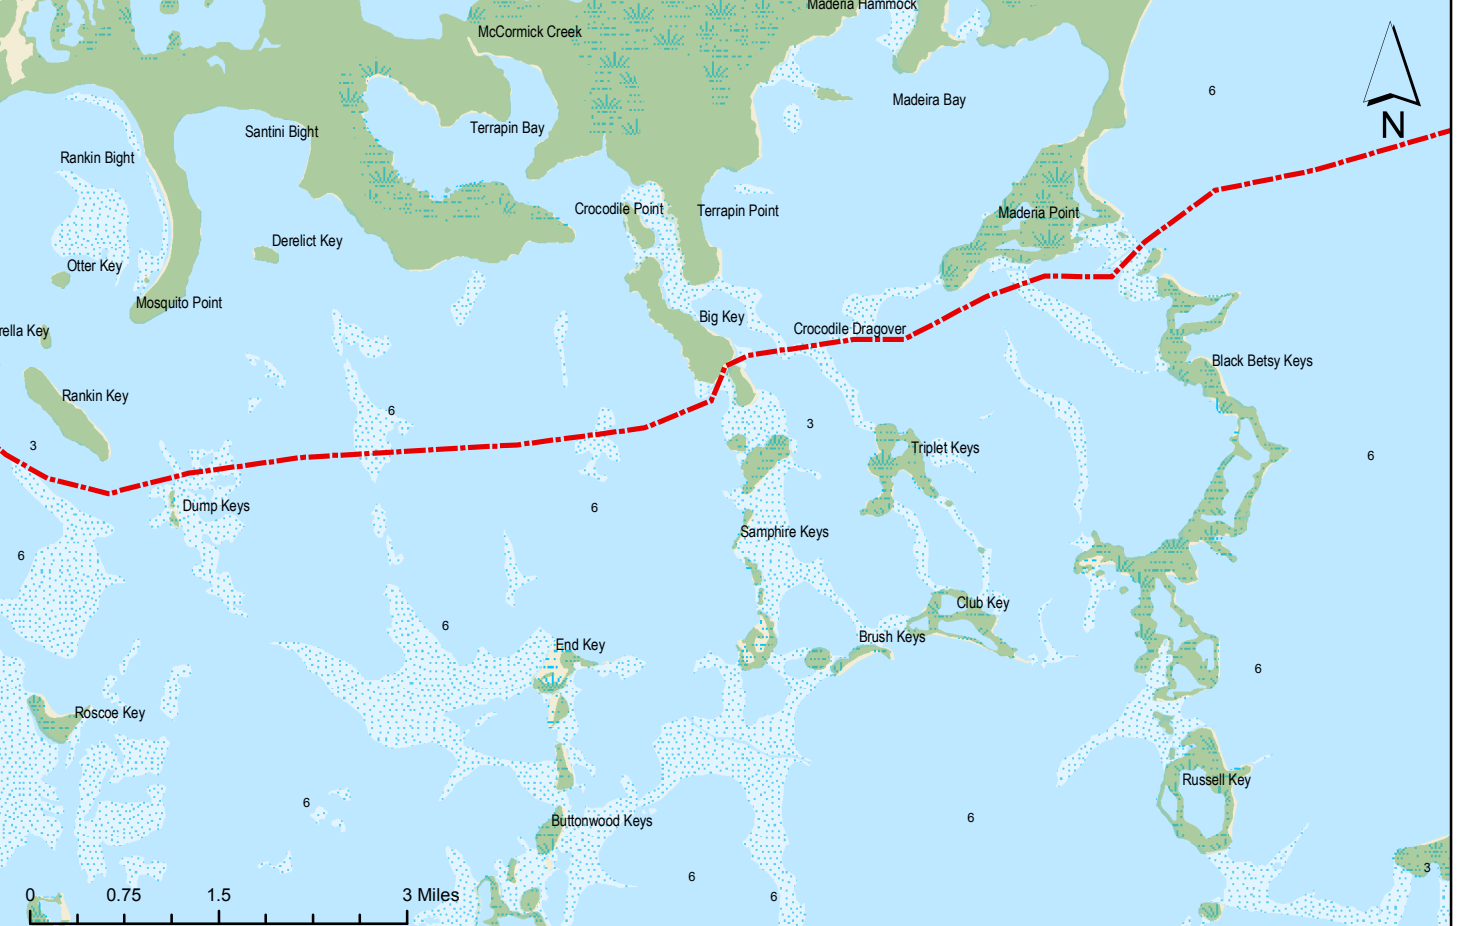 Maderia Hammock
McCormick Creek
6
Madeira Bay
N
Santini Bight
Terrapin Bay
Rankin Bight
Crocodile Point
Terrapin Point
Maderia Point
Derelict Key
Otter Key
Mosquito Point
Big Key
Crocodile Dragover
rella Key
Black Betsy Keys
Rankin Key
6
3
3
Triplet Keys
6
Dump Keys
6
Samphire Keys
6
Club Key
6
Brush Keys
End Key
6
Roscoe Key
Russell Key
6
6
Buttonwood Keys
3
6
6
0 0.75 1.5 3 Miles